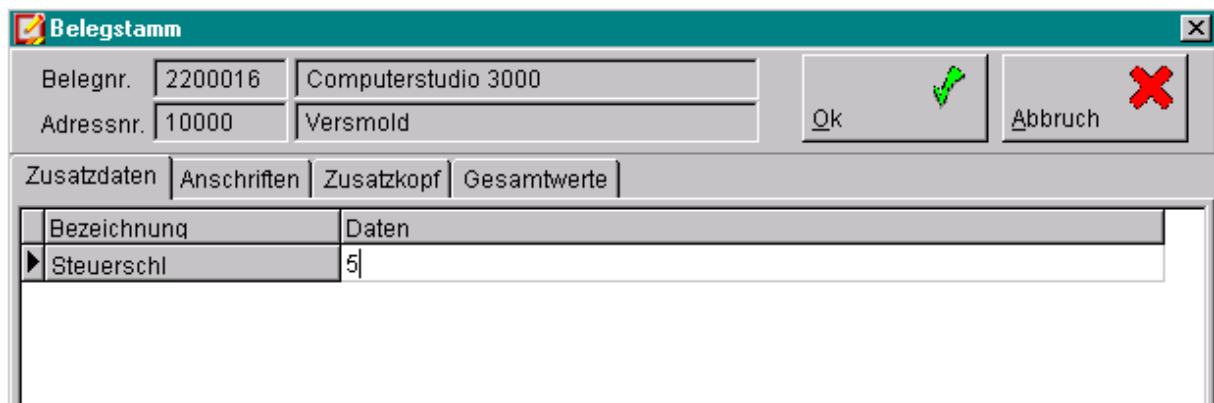 Belegstamm
Belegnr. 2200016 Computerstudio 3000
Adressnr. 10000 Versmold
Ok
Abbruch
Zusatzdaten Anschriften Zusatzkopf Gesamtwerte
Bezeichnung Daten
Steuerschl 5